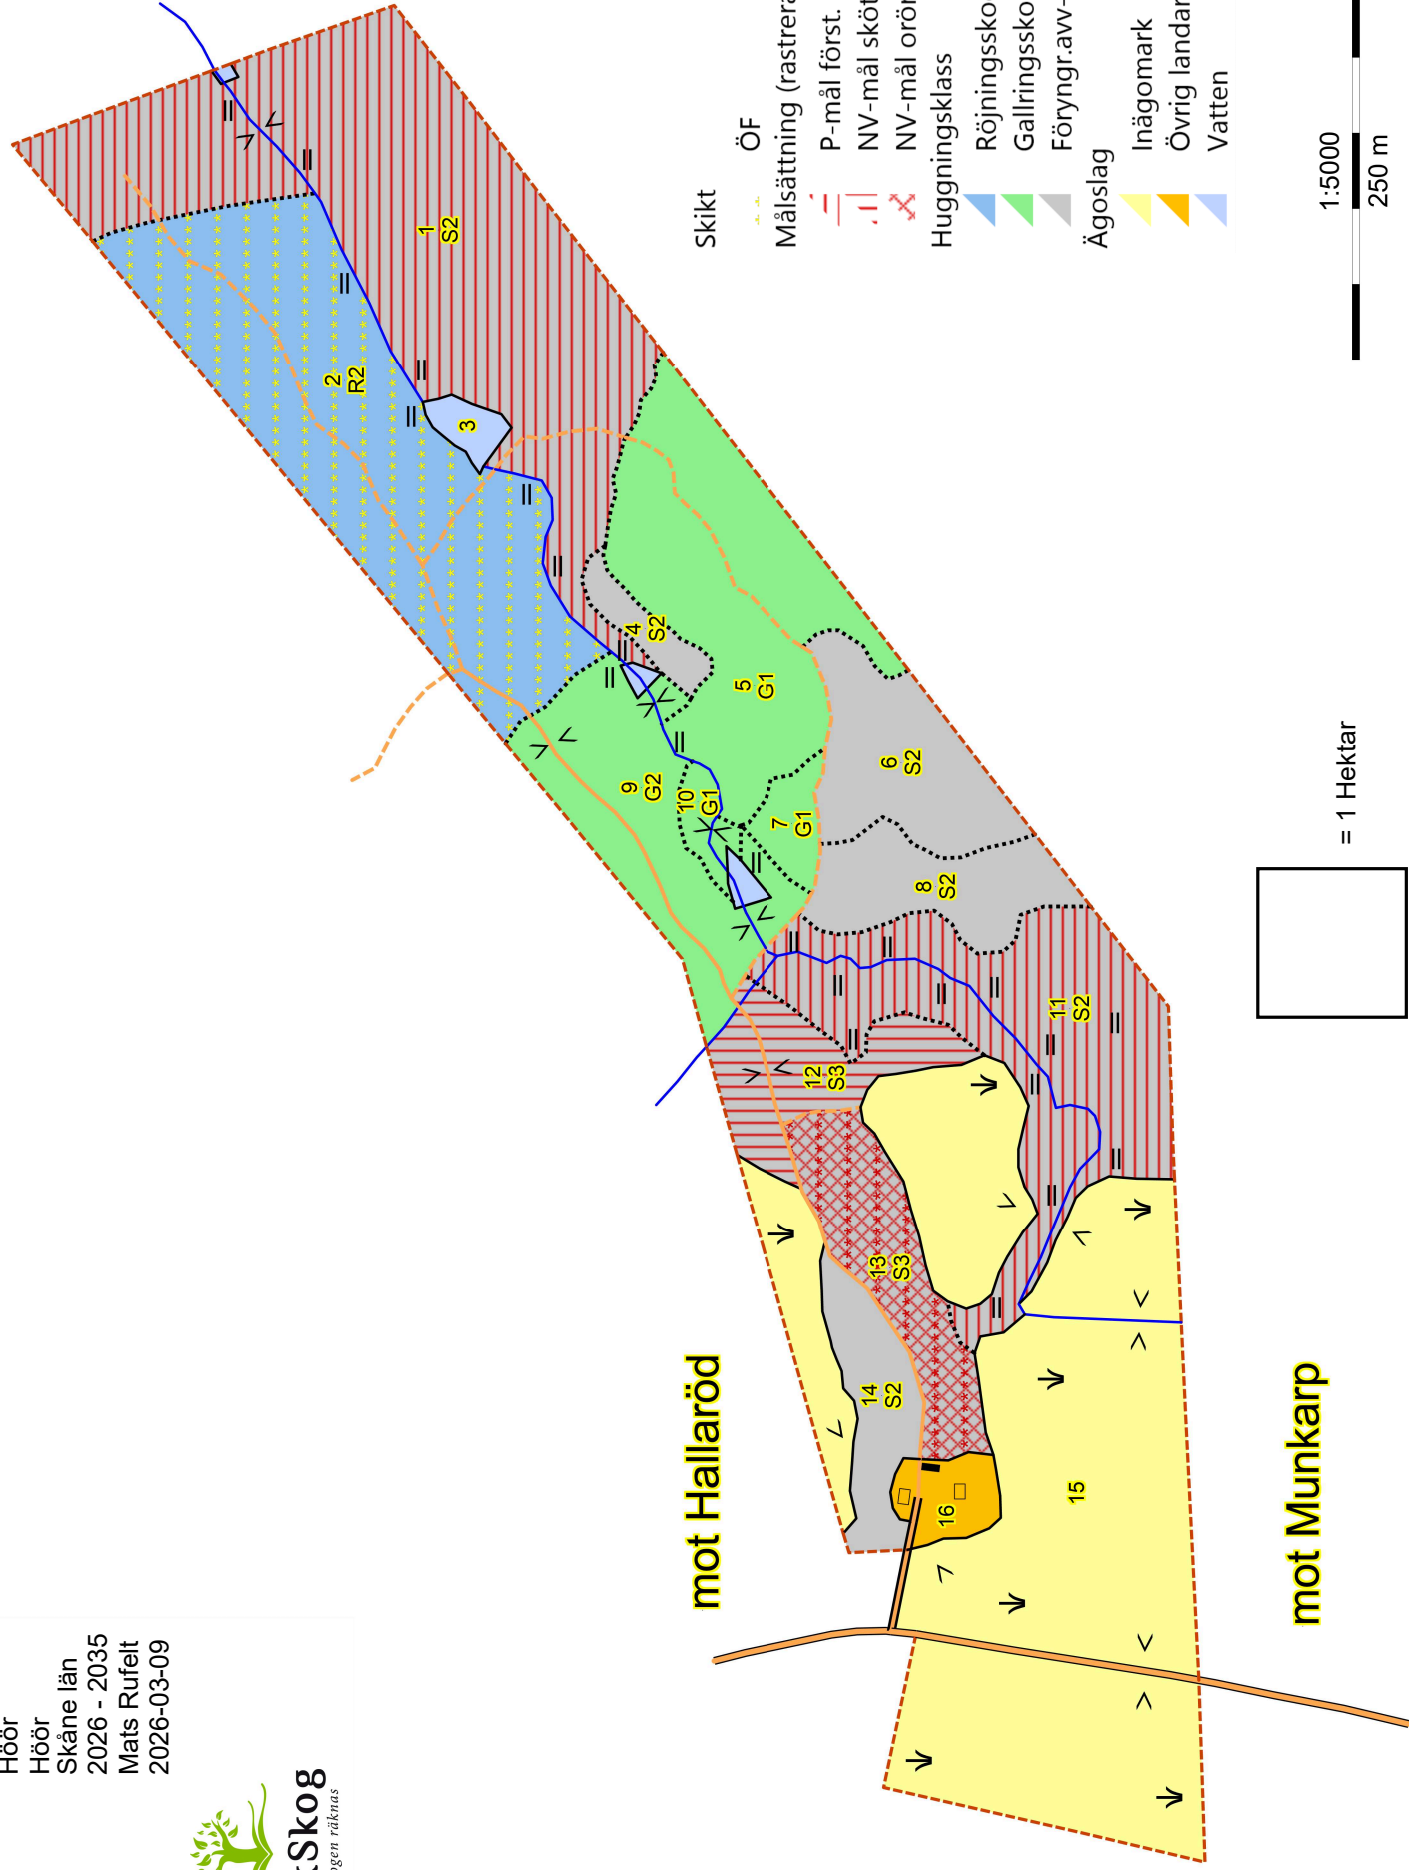 Höör
Höör
Skåne län
2026 - 2035
Mats Rufelt
2026-03-09
Skog
ogen räknas
mot Hallaröd
mot Munkarp
1
S2
2
R2
3
4
S2
5
G1
6
S2
7
G1
8
S2
9
G2
10
G1
11
S2
12
S3
13
S3
14
S2
15
16
= 1 Hektar
Skikt
ÖF
Målsättning (rastrera
P-mål först.
NV-mål sköt
NV-mål orör
Huggningsklass
Röjningssko
Gallringssko
Föryngr.avv-
Ägoslag
Inägomark
Övrig landar
Vatten
1:5000
250 m